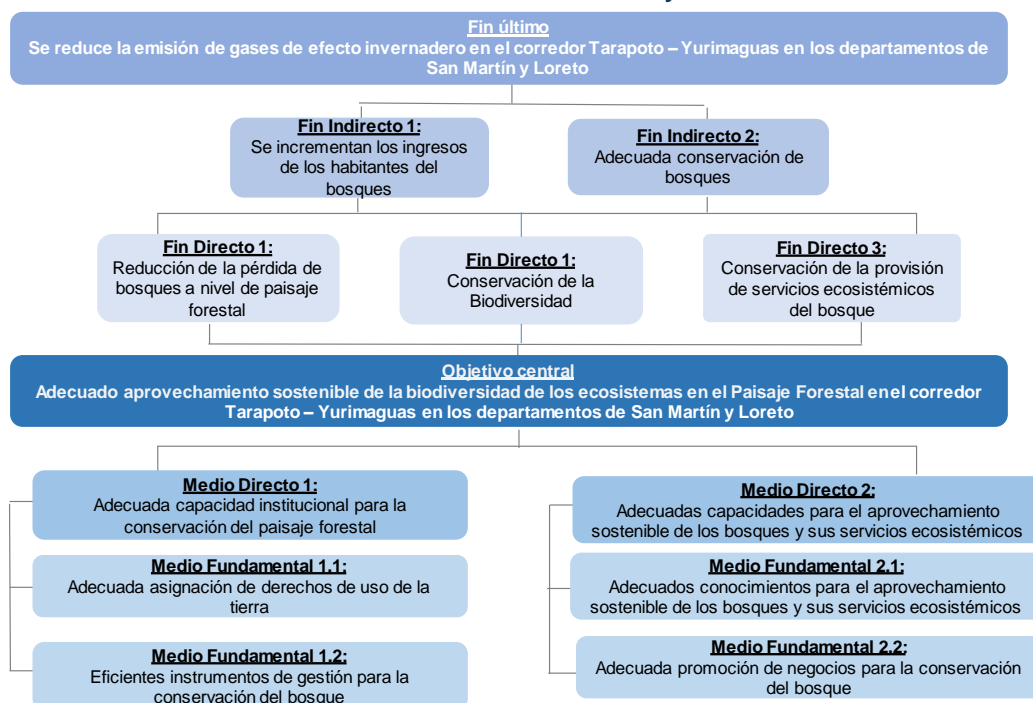 Fin último
Se reduce la emisión de gases de efecto invernadero en el corredor Tarapoto – Yurimaguas en los departamentos de
San Martín y Loreto
Fin Indirecto 1:
Se incrementan los ingresos
de los habitantes del
bosques
Fin Indirecto 2:
Adecuada conservación de
bosques
Fin Directo 1:
Reducción de la pérdida de
bosques a nivel de paisaje
forestal
Fin Directo 1:
Conservación de la
Biodiversidad
Fin Directo 3:
Conservación de la provisión
de servicios ecosistémicos
del bosque
Objetivo central
Adecuado aprovechamiento sostenible de la biodiversidad de los ecosistemas en el Paisaje Forestal en el corredor
Tarapoto – Yurimaguas en los departamentos de San Martín y Loreto
Medio Directo 1:
Adecuada capacidad institucional para la
conservación del paisaje forestal
Medio Fundamental 1.1:
Adecuada asignación de derechos de uso de la
tierra
Medio Fundamental 1.2:
Eficientes instrumentos de gestión para la
conservación del bosque
Medio Directo 2:
Adecuadas capacidades para el aprovechamiento
sostenible de los bosques y sus servicios ecosistémicos
Medio Fundamental 2.1:
Adecuados conocimientos para el aprovechamiento
sostenible de los bosques y sus servicios ecosistémicos
Medio Fundamental 2.2:
Adecuada promoción de negocios para la conservación
del bosque